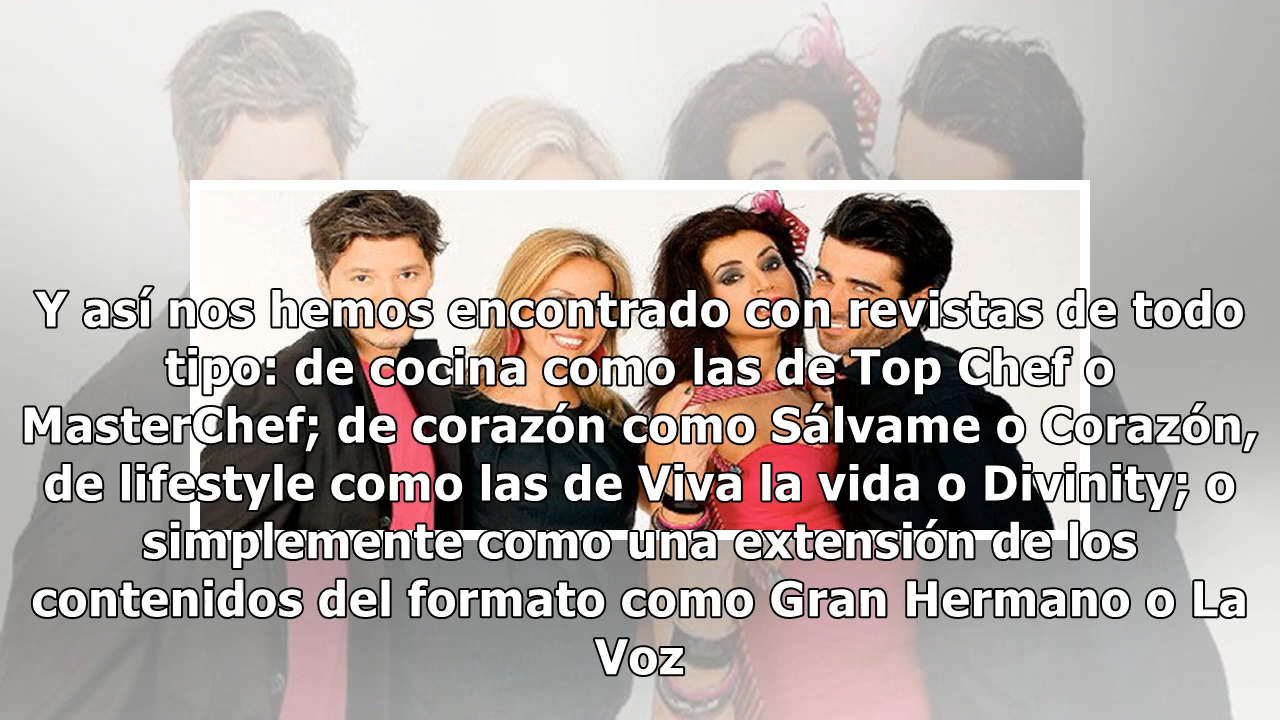 Y así nos hemos encontrado con revistas de todo
tipo: de cocina como las de Top Chef o
MasterChef; de corazón como Sálvame o Corazón,
de lifestyle como las de Viva la vida o Divinity; o
simplemente como una extensión de los
contenidos del formato como Gran Hermano o La
Voz